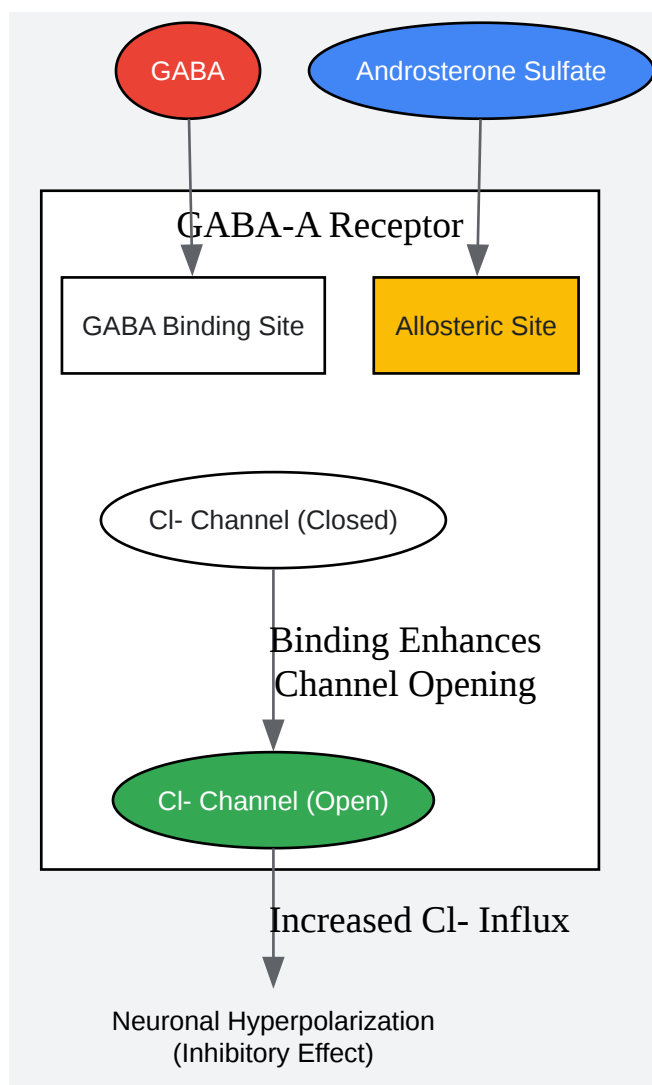 GABA
Androsterone Sulfate
GABA-A Receptor
GABA Binding Site
Allosteric Site
Cl- Channel (Closed)
Binding Enhances
Channel Opening
Cl- Channel (Open)
Increased Cl- Influx
Neuronal Hyperpolarization
(Inhibitory Effect)